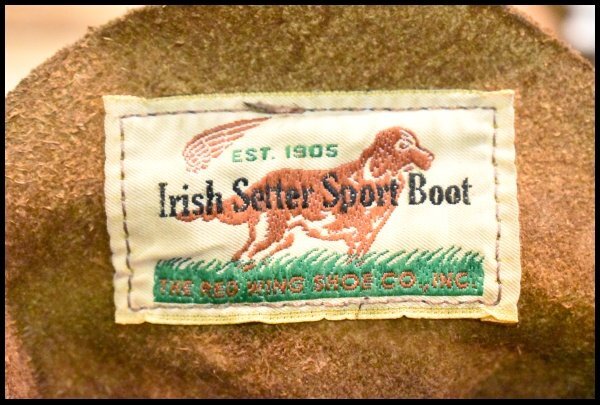 EST. 1905
Irish Setter Sport Boot
THE RED WING SHOE CO., INC.